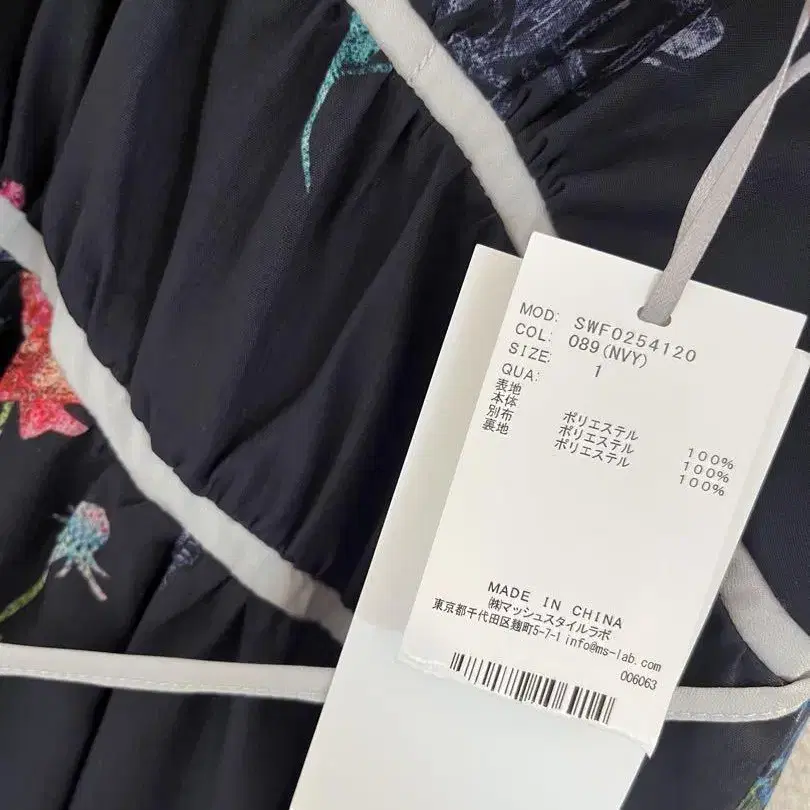 MOD: SWF0254120
COL: 089(NVY)
SIZE: 1
QUA:
表地
本体 ポリエステル 100%
別布 ポリエステル 100%
裏地 ポリエステル 100%
MADE IN CHINA
㈱マッシュスタイルラボ
東京都千代田区麹町5-7-1 info@ms-lab.com
006063